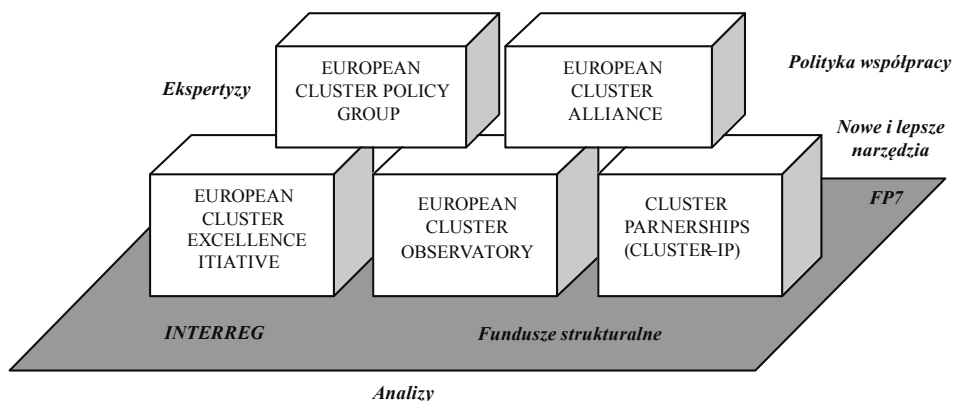 EUROPEAN
CLUSTER POLICY
GROUP
EUROPEAN
CLUSTER
ALLIANCE
Polityka współpracy
Ekspertyzy
Nowe i lepsze
narzędzia
EUROPEAN
CLUSTER
EXCELLENCE
ITIATIVE
EUROPEAN
CLUSTER
OBSERVATORY
CLUSTER
PARNERSHIPS
(CLUSTER–IP)
FP7
INTERREG
Fundusze strukturalne
Analizy